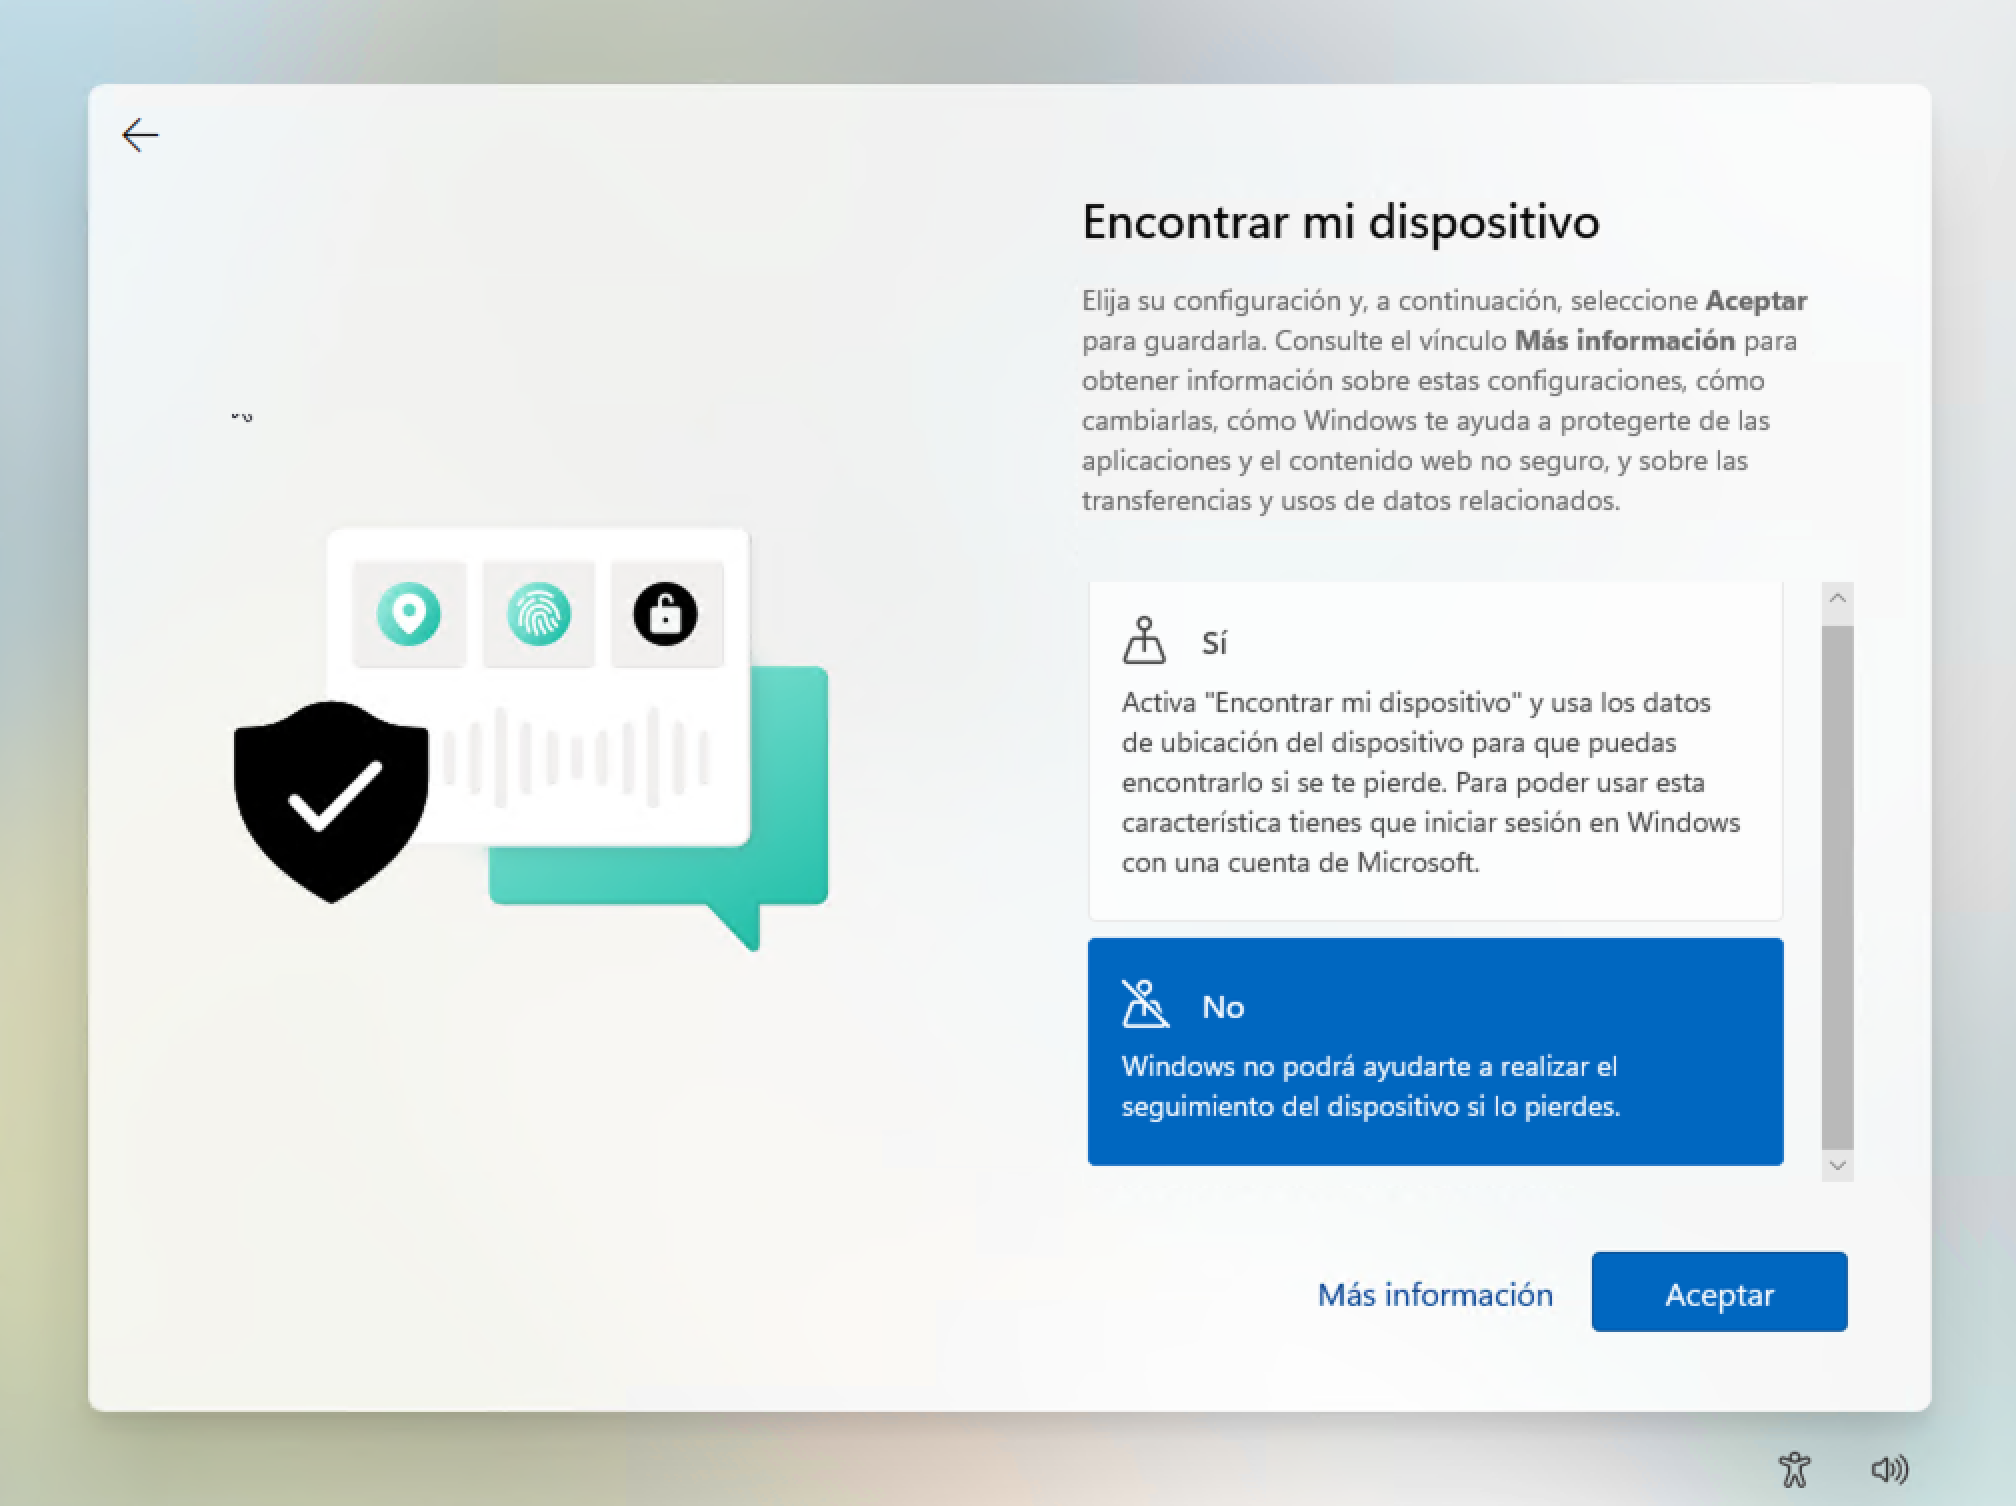 Encontrar mi dispositivo
Elija su configuración y, a continuación, seleccione Aceptar
para guardarla. Consulte el vínculo Más información para
obtener información sobre estas configuraciones, cómo
cambiarlas, cómo Windows te ayuda a protegerte de las
aplicaciones y el contenido web no seguro, y sobre las
transferencias y usos de datos relacionados.
Sí
Activa "Encontrar mi dispositivo" y usa los datos
de ubicación del dispositivo para que puedas
encontrarlo si se te pierde. Para poder usar esta
característica tienes que iniciar sesión en Windows
con una cuenta de Microsoft.
No
Windows no podrá ayudarte a realizar el
seguimiento del dispositivo si lo pierdes.
Más información
Aceptar